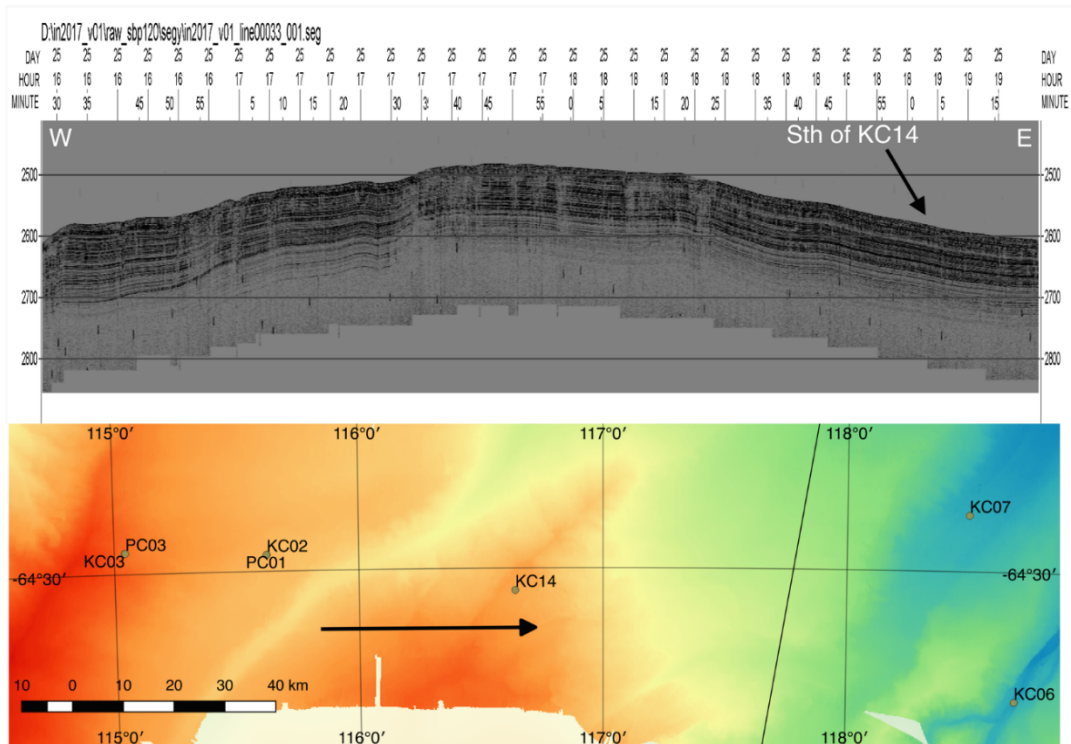 D:\in2017_v01\raw_sbp120\segy\in2017_v01_line00033_001.seg
DAY 25 25 25 25 25 25 25 25 25 25 25 25 25 25 25 25 25 25 25 25 25 25 25 25 25 25 25 25 25 25 25 25 DAY
HOUR 16 16 16 16 16 16 17 17 17 17 17 17 17 17 17 17 17 18 18 18 18 18 18 18 18 18 18 18 18 19 19 19 HOUR
MINUTE 30 35 45 50 55 5 10 15 20 30 40 45 55 0 5 15 20 25 35 40 45 55 0 5 15 MINUTE
W Sth of KC14 E
2500 2500
2600 2600
2700 2700
2800 2800
115°0′ 116°0′ 117°0′ 118°0′
KC07
PC03 KC02
KC03 PC01
-64°30′ -64°30′
KC14
10 0 10 20 30 40 km
KC06
115°0′ 116°0′ 117°0′ 118°0′